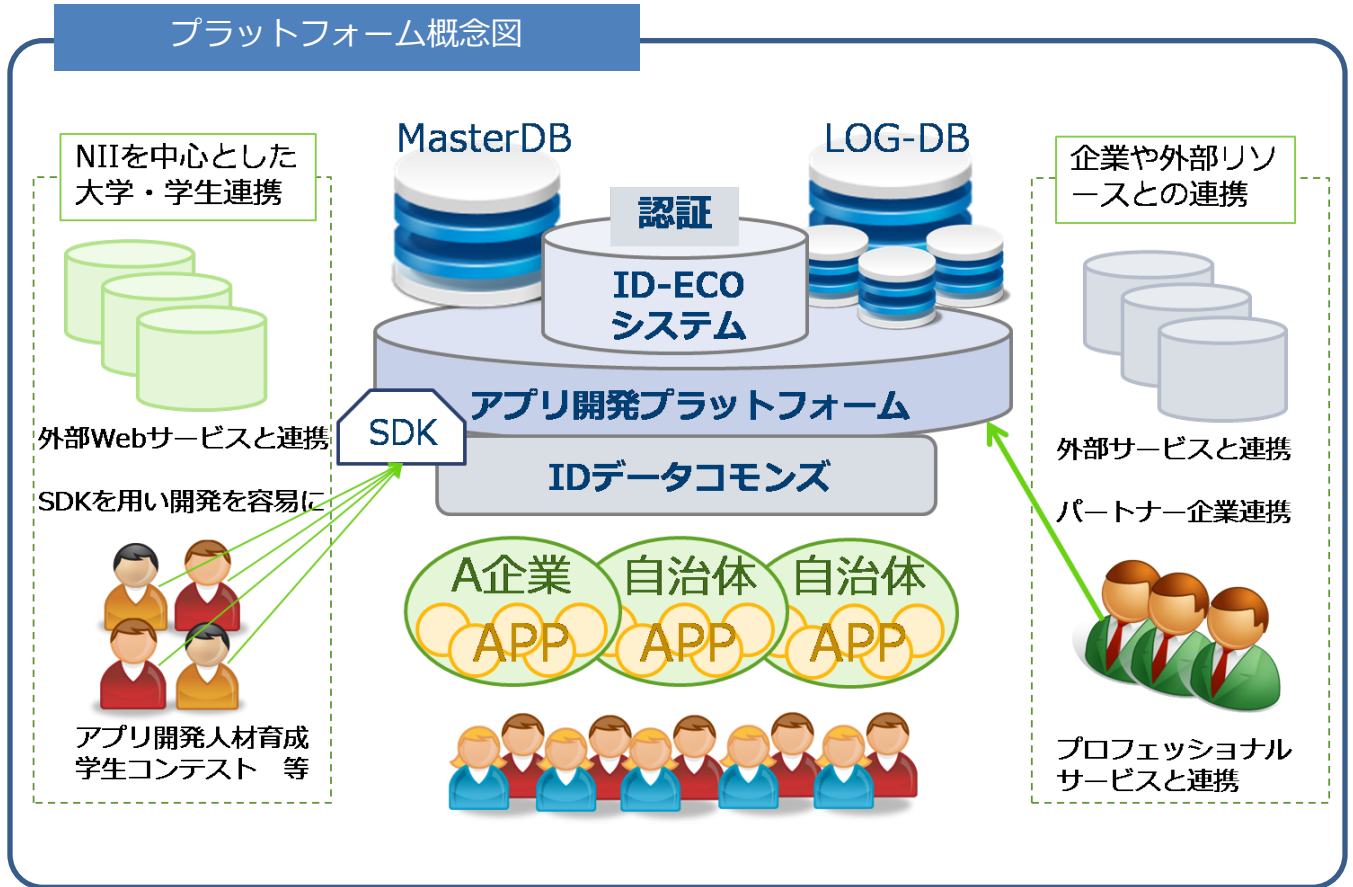 プラットフォーム概念図
NIIを中心とした
大学・学生連携
外部Webサービスと連携
SDKを用い開発を容易に
アプリ開発人材育成
学生コンテスト　等
MasterDB
LOG-DB
認証
ID-ECO
システム
アプリ開発プラットフォーム
SDK
IDデータコモンズ
A企業
APP
自治体
APP
自治体
APP
企業や外部リソ
ースとの連携
外部サービスと連携
パートナー企業連携
プロフェッショナル
サービスと連携